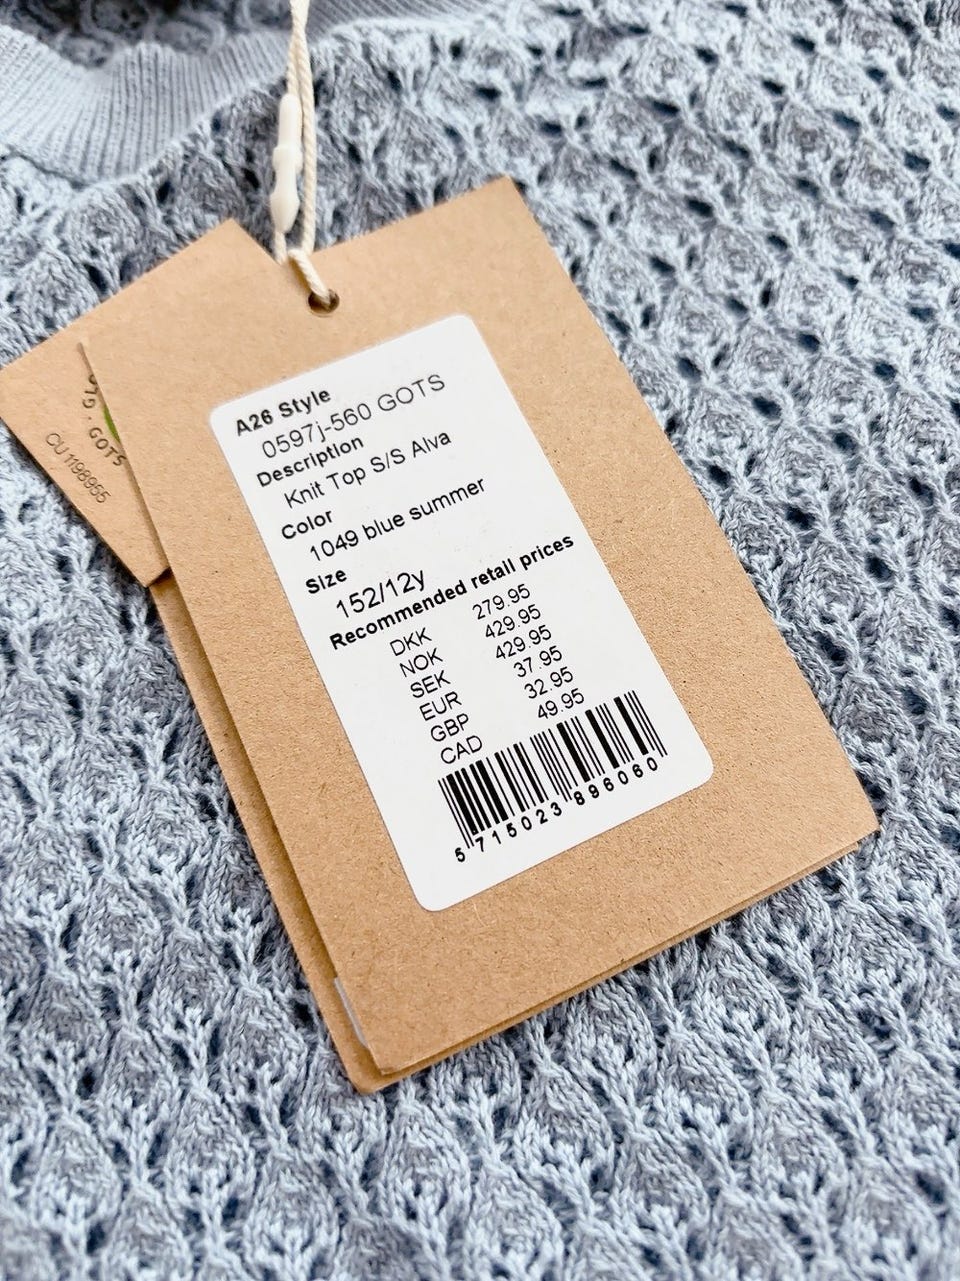 A26 Style
0597j-560 GOTS
Description
Knit Top S/S Alva
Color
1049 blue summer
Size
152/12y
Recommended retail prices
DKK 279.95
NOK 429.95
SEK 429.95
EUR 37.95
GBP 32.95
CAD 49.95
5 715023 896060
GOTS
CU 1198955